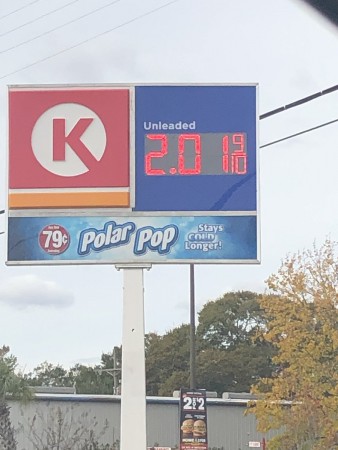 K
Unleaded
2.01 9/10
79¢
Polar Pop
Stays
COLD
Longer!
2 for $2